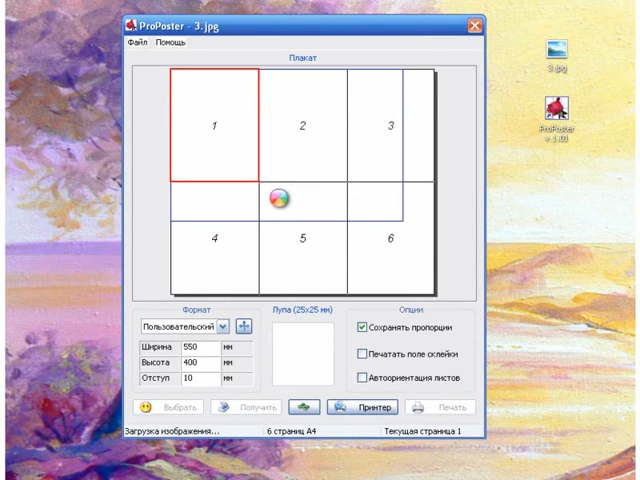 ProPoster - 3.jpg
Файл Помощь
Плакат
1 2 3
4 5 6
Формат Лупа (25x25 мм) Опции
Пользовательский
Ширина 550 мм
Высота 400 мм
Отступ 10 мм
Сохранять пропорции
Печатать поле склейки
Автоориентация листов
Выбрать Получить Принтер Печать
Загрузка изображения... 6 страниц A4 Текущая страница 1
3.jpg
ProPoster
v 1.01